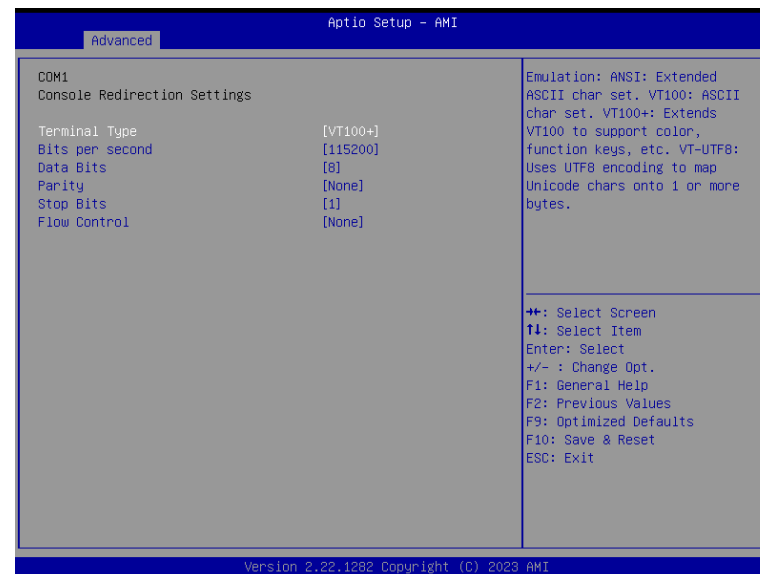 Aptio Setup – AMI
Advanced
COM1
Console Redirection Settings
Terminal Type [VT100+]
Bits per second [115200]
Data Bits [8]
Parity [None]
Stop Bits [1]
Flow Control [None]
Emulation: ANSI: Extended
ASCII char set. VT100: ASCII
char set. VT100+: Extends
VT100 to support color,
function keys, etc. VT-UTF8:
Uses UTF8 encoding to map
Unicode chars onto 1 or more
bytes.
→←: Select Screen
↑↓: Select Item
Enter: Select
+/- : Change Opt.
F1: General Help
F2: Previous Values
F9: Optimized Defaults
F10: Save & Reset
ESC: Exit
Version 2.22.1282 Copyright (C) 2023 AMI